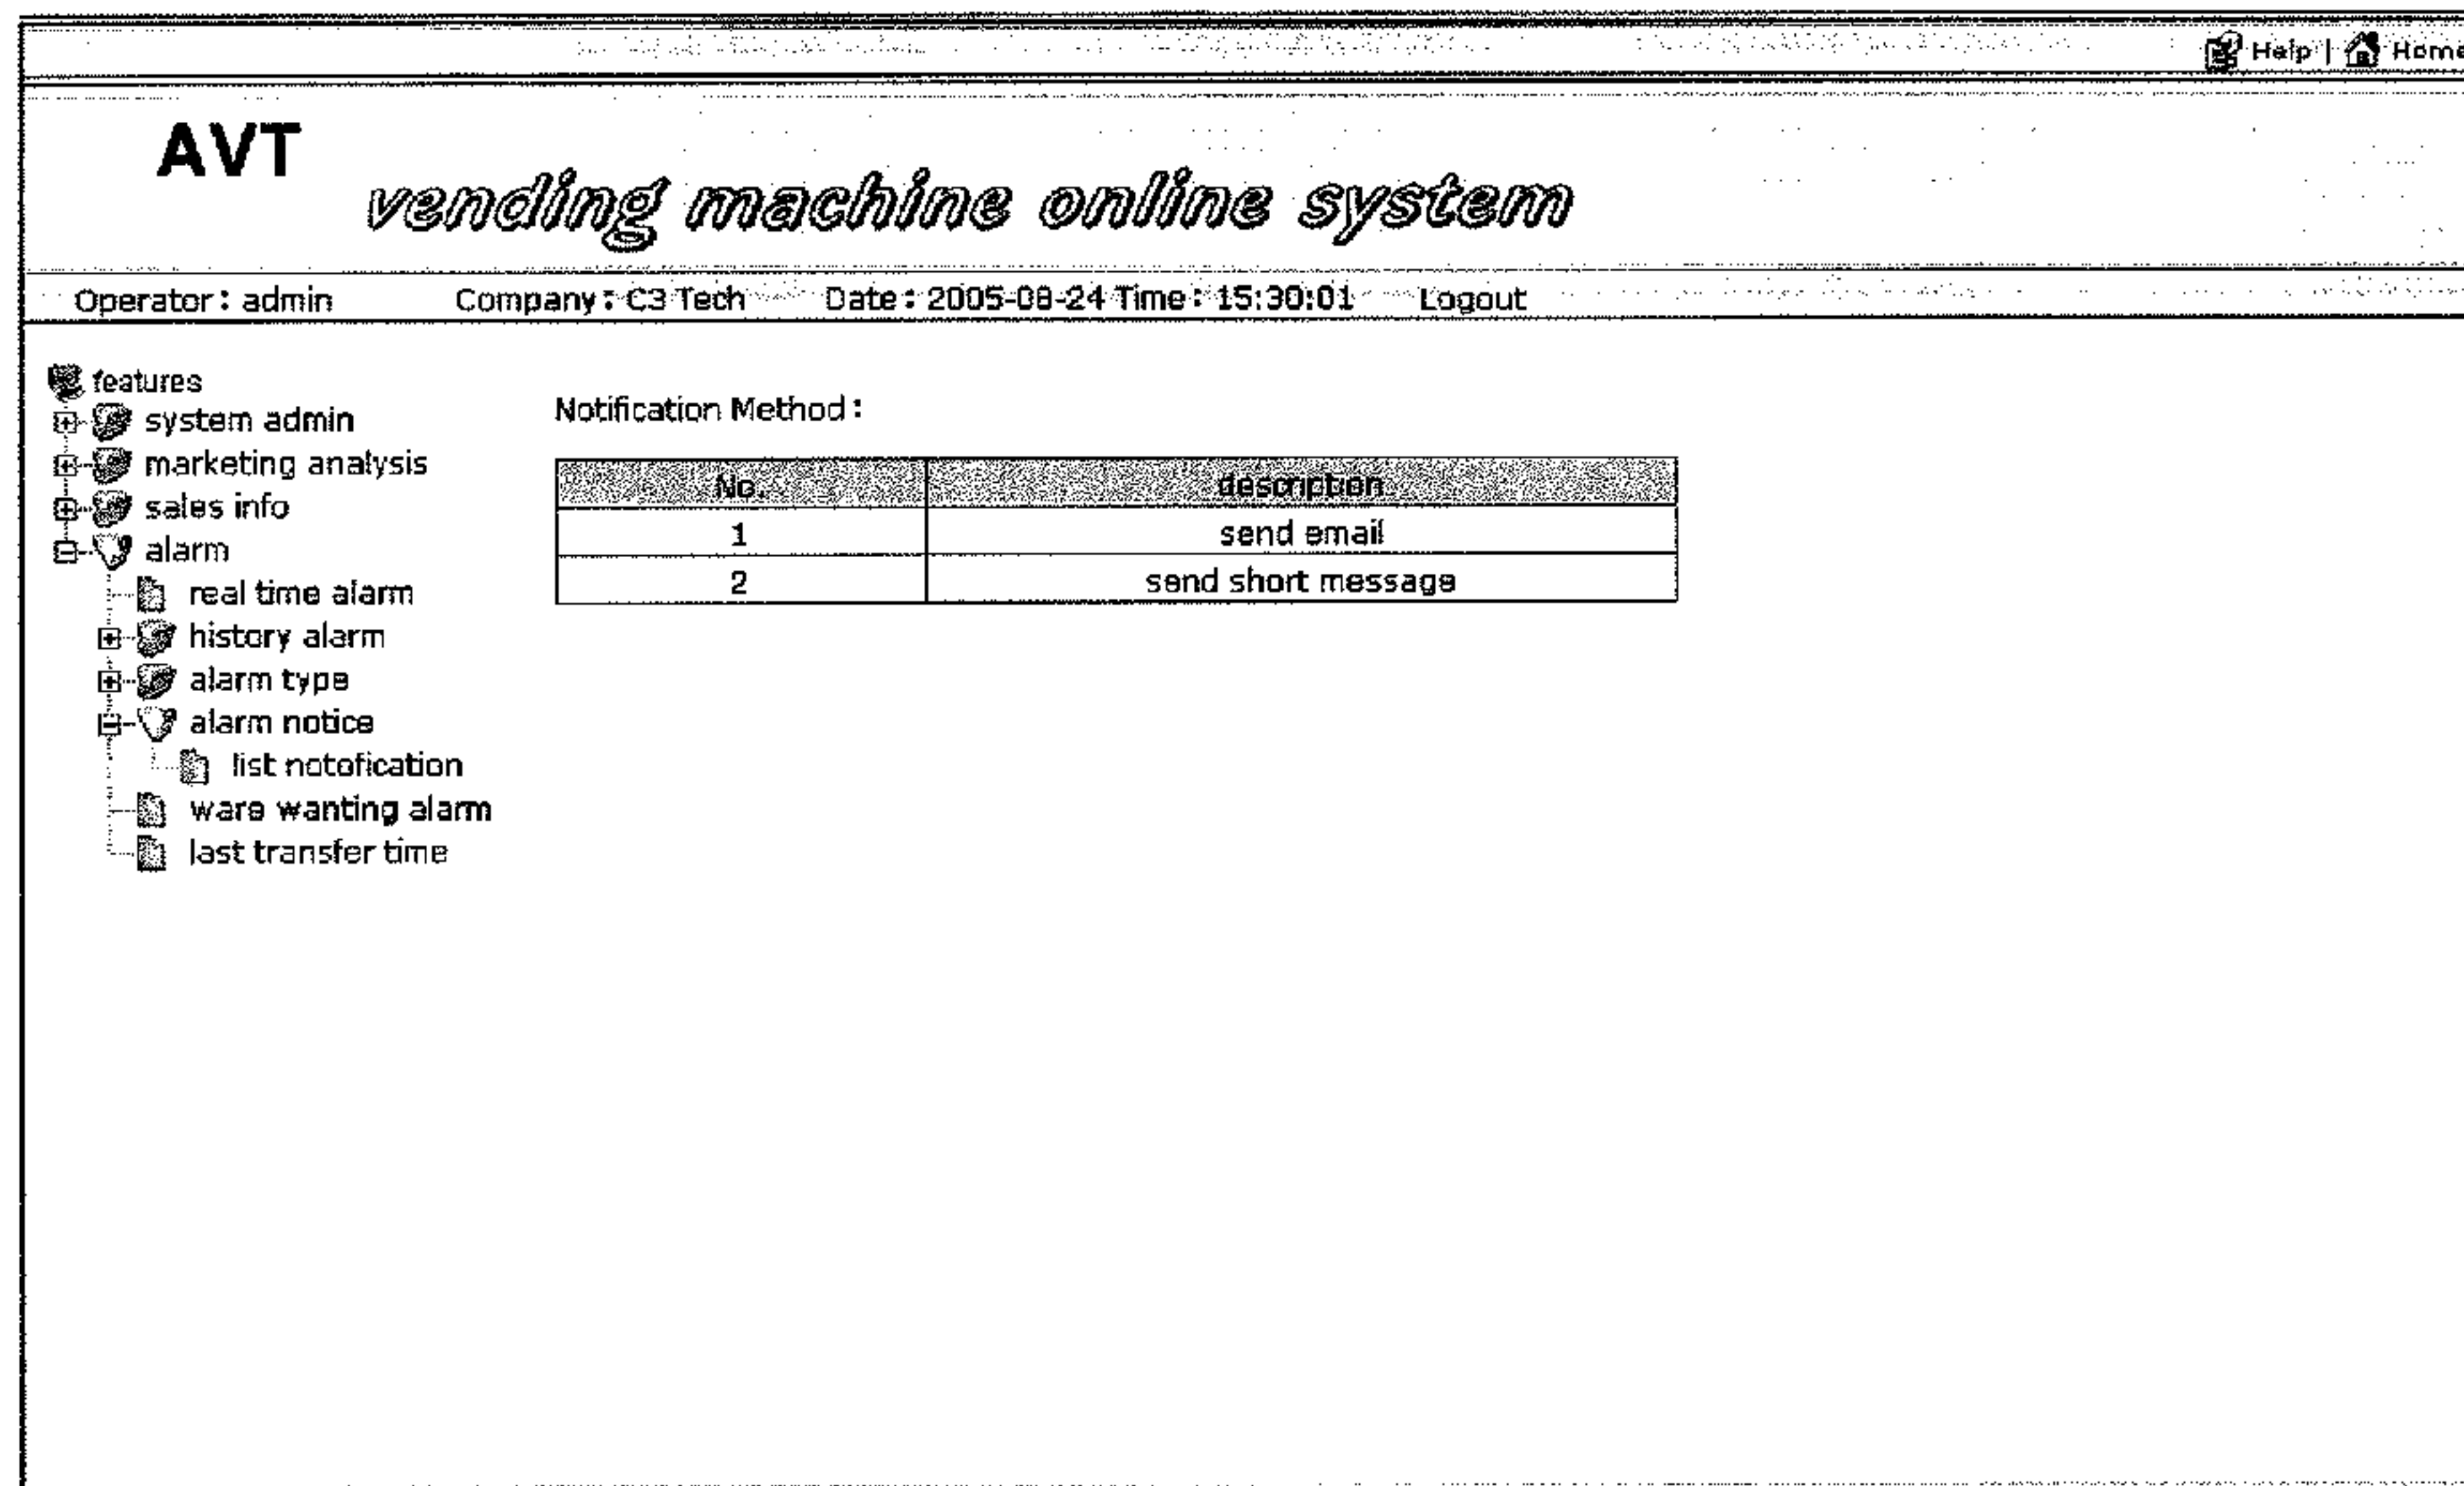 Help | Home
AVT
vending machine online system
Operator: admin Company: C3 Tech Date: 2005-08-24 Time: 15:30:01 Logout
features
system admin
marketing analysis
sales info
alarm
real time alarm
history alarm
alarm type
alarm notice
list notofication
ware wanting alarm
last transfer time
Notification Method:
No. description
1 send email
2 send short message